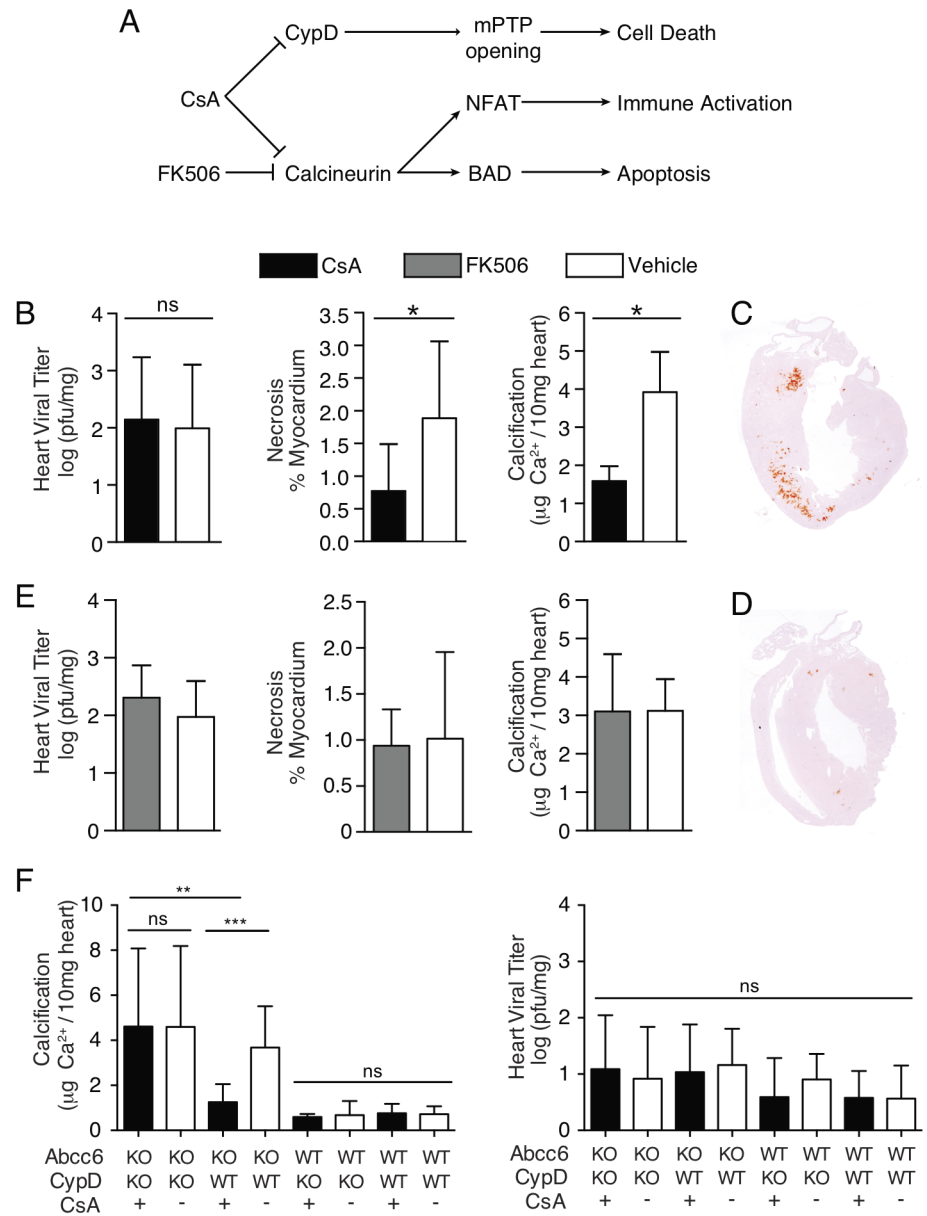 A
CypD
mPTP
opening
Cell Death
CsA
NFAT
Immune Activation
FK506
Calcineurin
BAD
Apoptosis
CsA
FK506
Vehicle
B
Heart Viral Titer
log (pfu/mg)
4
3
2
1
0
ns
Necrosis
% Myocardium
3.5
3.0
2.5
2.0
1.5
1.0
0.5
0.0
*
Calcification
(µg Ca²⁺ / 10mg heart)
6
5
4
3
2
1
0
*
C
E
Heart Viral Titer
log (pfu/mg)
4
3
2
1
0
Necrosis
% Myocardium
2.5
2.0
1.5
1.0
0.5
0
Calcification
(µg Ca²⁺ / 10mg heart)
6
5
4
3
2
1
0
D
F
Calcification
(µg Ca²⁺ / 10mg heart)
10
8
6
4
2
0
**
ns
***
ns
Abcc6 KO KO KO KO WT WT WT WT
CypD KO KO WT WT KO KO WT WT
CsA + - + - + - + -
Heart Viral Titer
log (pfu/mg)
4
3
2
1
0
ns
Abcc6 KO KO KO KO WT WT WT WT
CypD KO KO WT WT KO KO WT WT
CsA + - + - + - + -